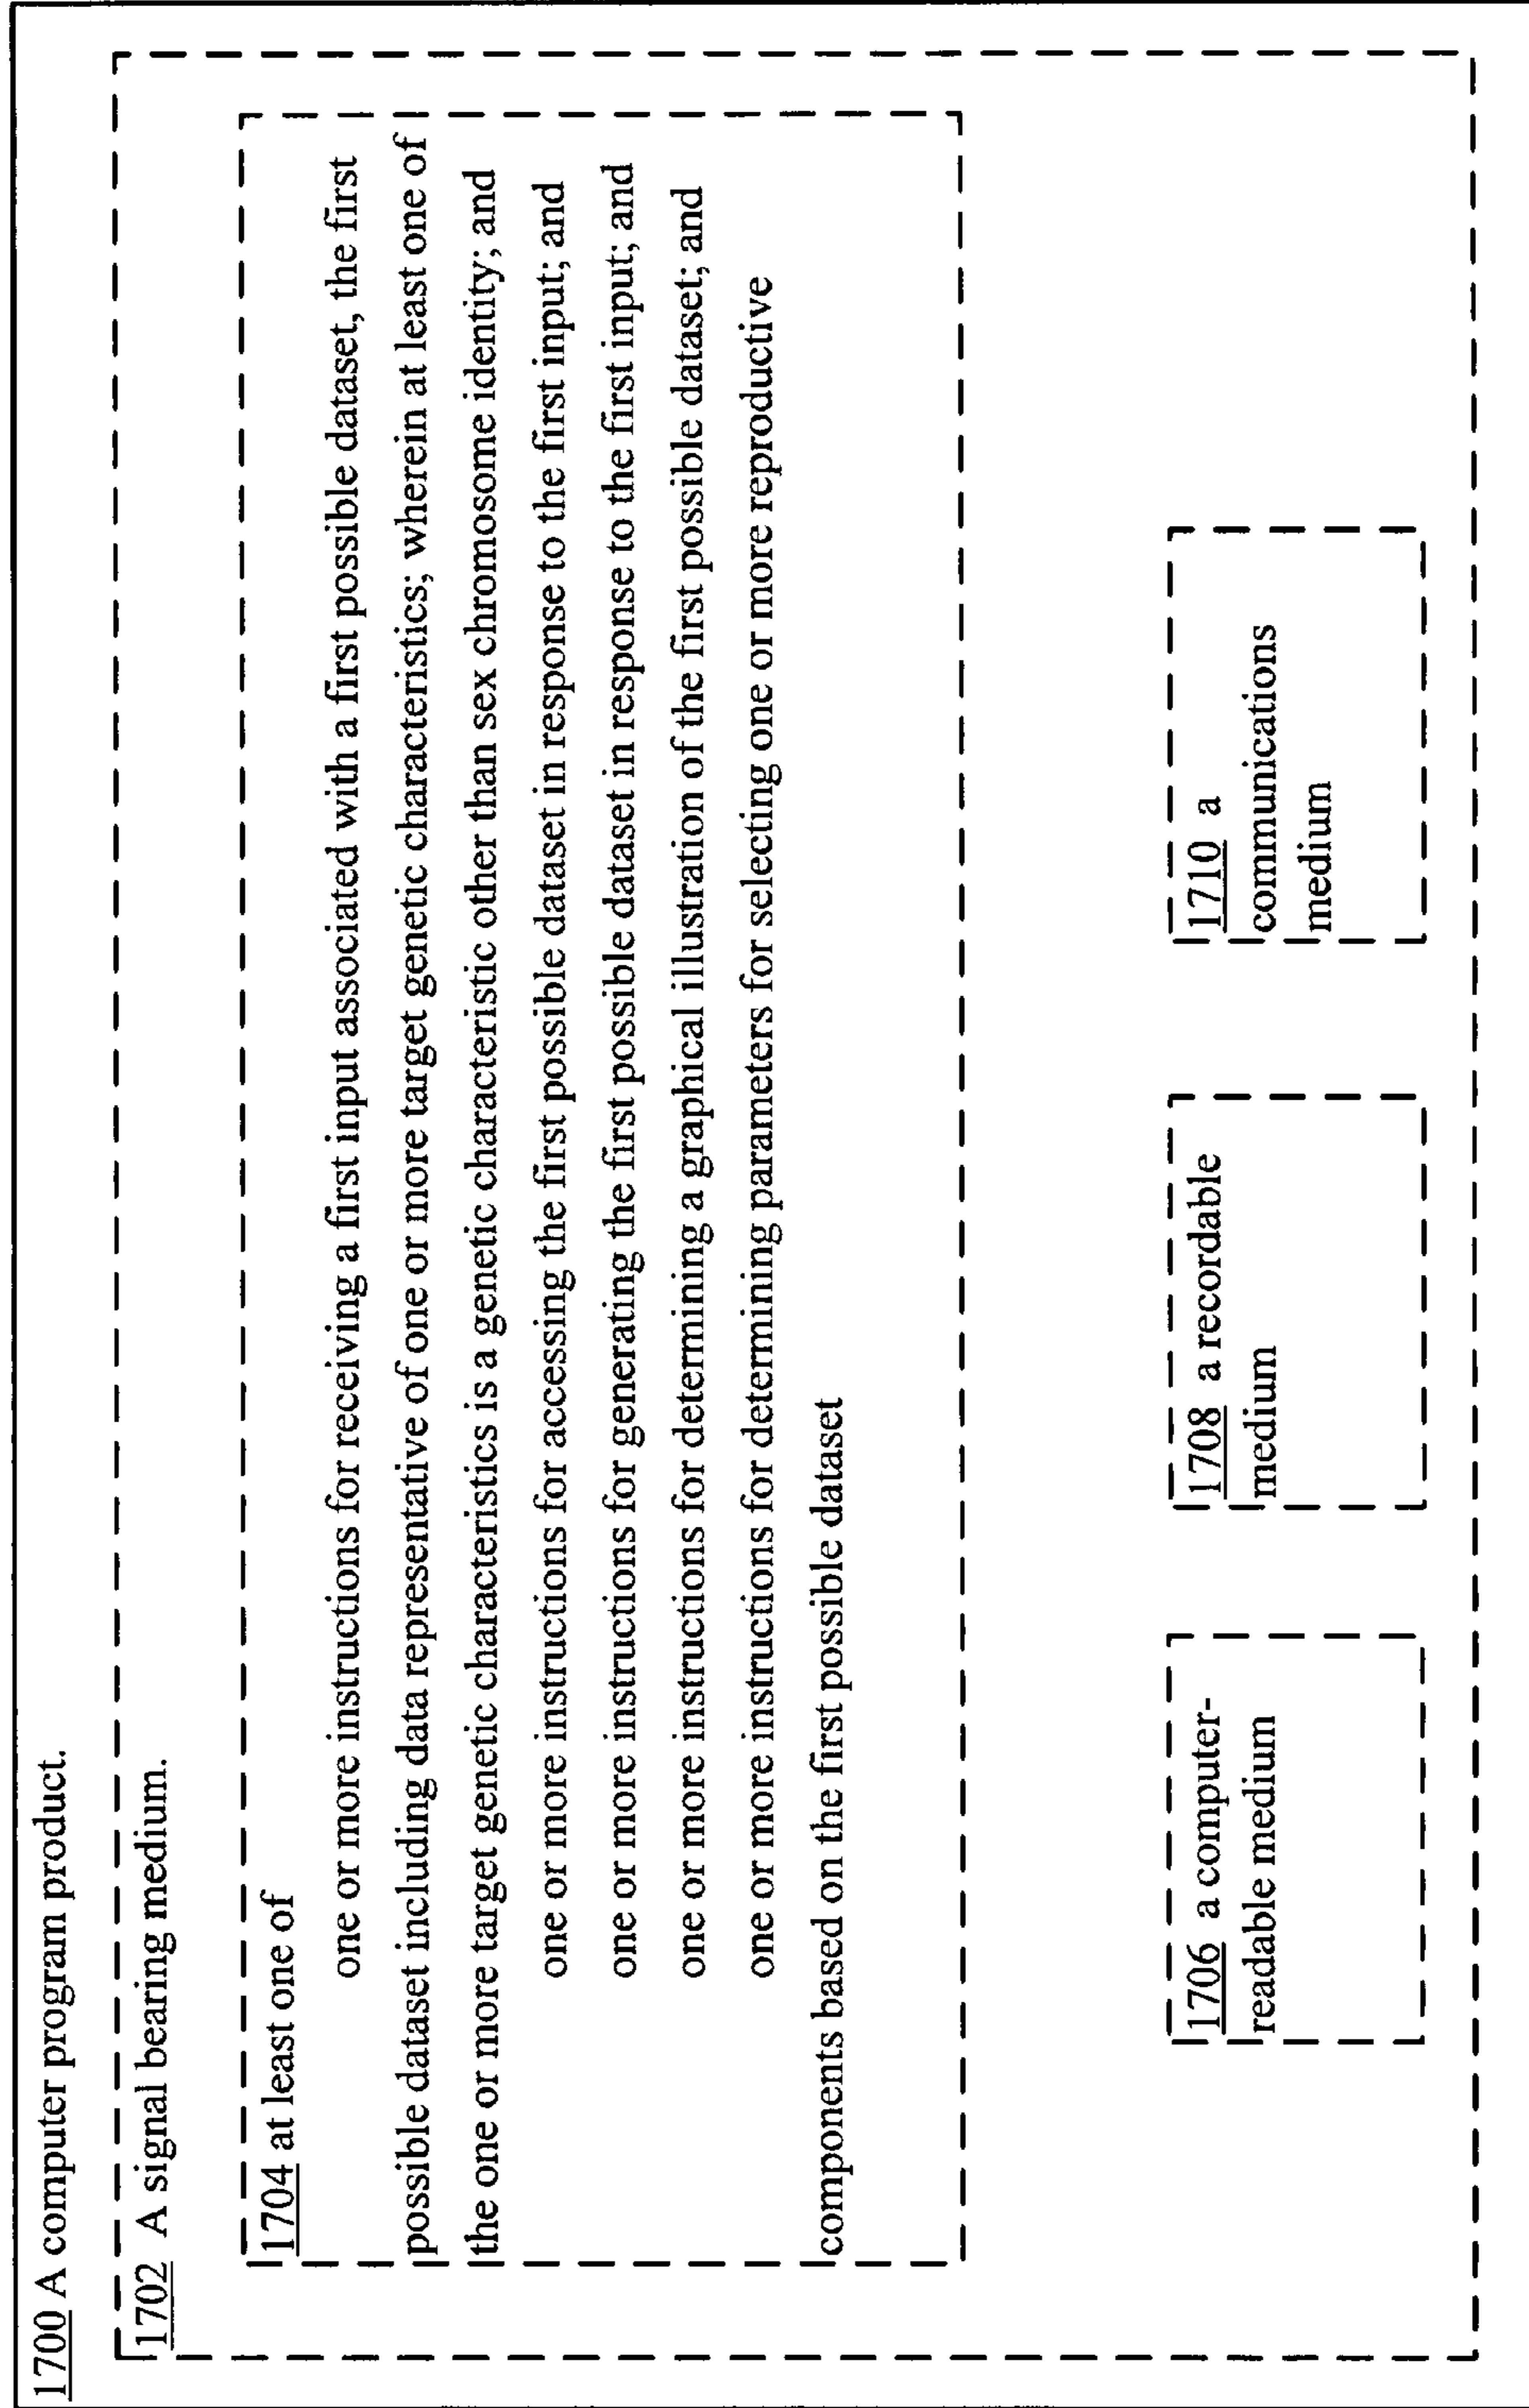 1700 A computer program product.
1702 A signal bearing medium.
1704 at least one of
one or more instructions for receiving a first input associated with a first possible dataset, the first
possible dataset including data representative of one or more target genetic characteristics; wherein at least one of
the one or more target genetic characteristics is a genetic characteristic other than sex chromosome identity; and
one or more instructions for accessing the first possible dataset in response to the first input; and
one or more instructions for generating the first possible dataset in response to the first input; and
one or more instructions for determining a graphical illustration of the first possible dataset; and
one or more instructions for determining parameters for selecting one or more reproductive
components based on the first possible dataset
1706 a computer-
readable medium
1708 a recordable
medium
1710 a
communications
medium